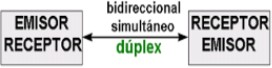 EMISOR
RECEPTOR
bidireccional
simultáneo
dúplex
RECEPTOR
EMISOR